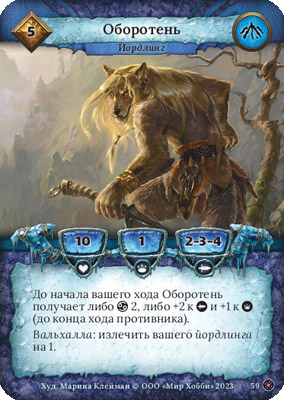 5
Оборотень
Йордлинг
10
1
2-3-4
До начала вашего хода Оборотень
получает либо 2, либо +2 к и +1 к
(до конца хода противника).
Вальхалла: излечить вашего йордлинга
на 1.
Худ. Марина Клейман © ООО «Мир Хобби» 2023
59